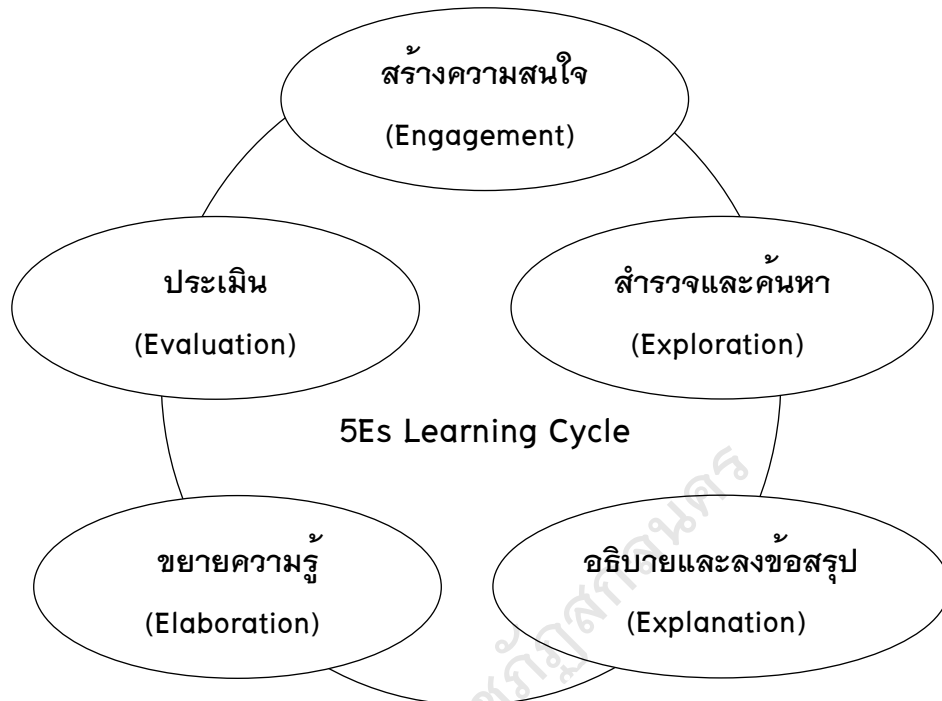 สร้างความสนใจ
(Engagement)
สำรวจและค้นหา
(Exploration)
อธิบายและลงข้อสรุป
(Explanation)
ขยายความรู้
(Elaboration)
ประเมิน
(Evaluation)
5Es Learning Cycle